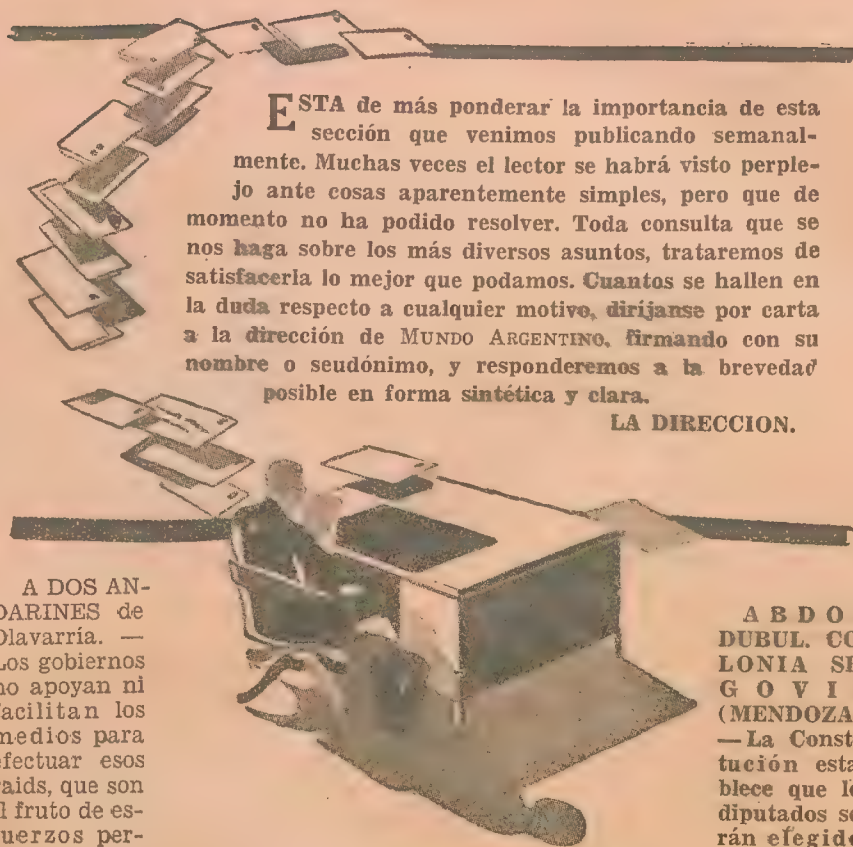 ESTA de más ponderar la importancia de esta
sección que venimos publicando semanal-
mente. Muchas veces el lector se habrá visto perple-
jo ante cosas aparentemente simples, pero que de
momento no ha podido resolver. Toda consulta que se
nos haga sobre los más diversos asuntos, trataremos de
satisfacerla lo mejor que podamos. Cuantos se hallen en
la duda respecto a cualquier motivo, diríjanse por carta
a la dirección de MUNDO ARGENTINO, firmando con su
nombre o seudónimo, y responderemos a la brevedad
posible en forma sintética y clara.
LA DIRECCION.
A DOS AN-
DARINES de
Olavarría. —
Los gobiernos
no apoyan ni
facilitan los
medios para
efectuar esos
raids, que son
el fruto de es-
fuerzos per-
ABDO
DUBUL. CO-
LONIA SE-
GOVI
(MENDOZA
— La Consti-
tución esta-
blece que lo
diputados se-
rán elegido